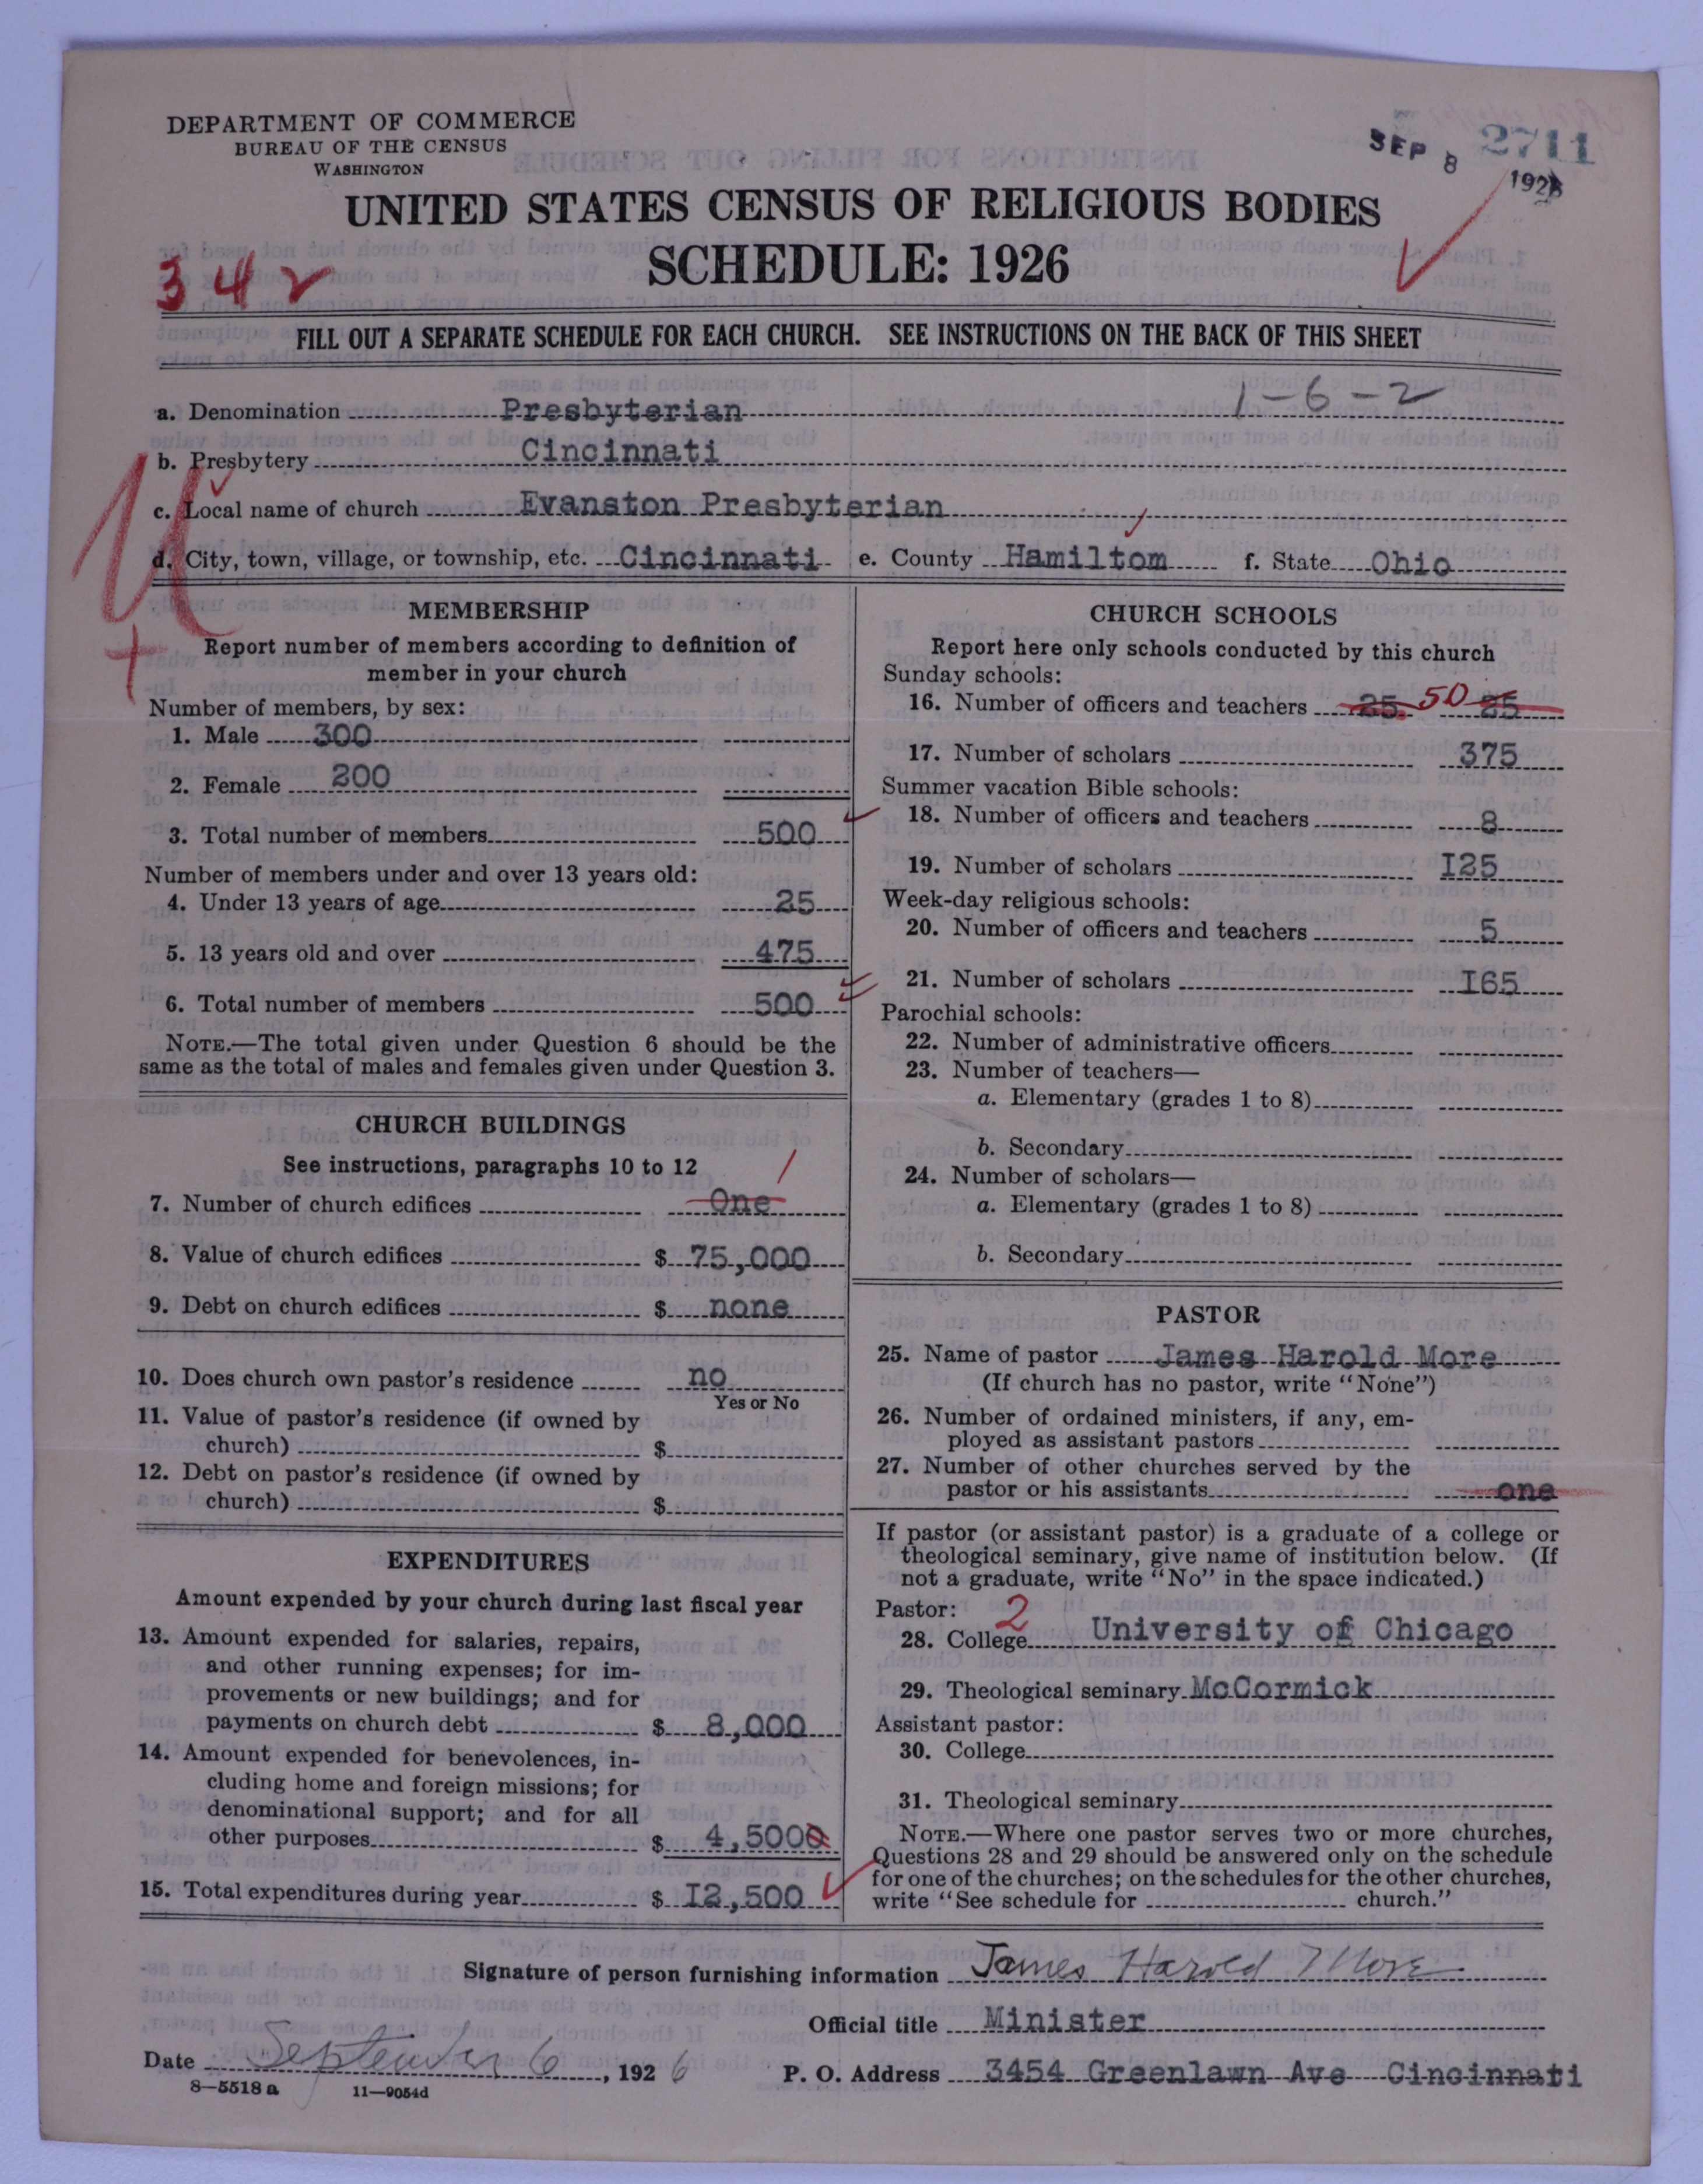 DEPARTMENT OF COMMERCE
BUREAU OF THE CENSUS
WASHINGTON
SEP 8 1926
2711
UNITED STATES CENSUS OF RELIGIOUS BODIES
SCHEDULE: 1926
342
FILL OUT A SEPARATE SCHEDULE FOR EACH CHURCH. SEE INSTRUCTIONS ON THE BACK OF THIS SHEET
a. Denomination Presbyterian 1-6-2
b. Presbytery Cincinnati
c. Local name of church Evanston Presbyterian
d. City, town, village, or township, etc. Cincinnati e. County Hamiltom f. State Ohio
MEMBERSHIP
Report number of members according to definition of
member in your church
Number of members, by sex:
1. Male 300
2. Female 200
3. Total number of members 500
Number of members under and over 13 years old:
4. Under 13 years of age 25
5. 13 years old and over 475
6. Total number of members 500
NOTE.—The total given under Question 6 should be the
same as the total of males and females given under Question 3.
CHURCH BUILDINGS
See instructions, paragraphs 10 to 12
7. Number of church edifices One 1
8. Value of church edifices $ 75,000
9. Debt on church edifices $ none
10. Does church own pastor's residence no
Yes or No
11. Value of pastor's residence (if owned by
church) $
12. Debt on pastor's residence (if owned by
church) $
EXPENDITURES
Amount expended by your church during last fiscal year
13. Amount expended for salaries, repairs,
and other running expenses; for im-
provements or new buildings; and for
payments on church debt $ 8,000
14. Amount expended for benevolences, in-
cluding home and foreign missions; for
denominational support; and for all
other purposes $ 4,5000
15. Total expenditures during year $ I2,500
CHURCH SCHOOLS
Report here only schools conducted by this church
Sunday schools:
16. Number of officers and teachers 25 50 25
17. Number of scholars 375
Summer vacation Bible schools:
18. Number of officers and teachers 8
19. Number of scholars I25
Week-day religious schools:
20. Number of officers and teachers 5
21. Number of scholars I65
Parochial schools:
22. Number of administrative officers
23. Number of teachers—
a. Elementary (grades 1 to 8)
b. Secondary
24. Number of scholars—
a. Elementary (grades 1 to 8)
b. Secondary
PASTOR
25. Name of pastor James Harold More
(If church has no pastor, write "None")
26. Number of ordained ministers, if any, em-
ployed as assistant pastors
27. Number of other churches served by the
pastor or his assistants one
If pastor (or assistant pastor) is a graduate of a college or
theological seminary, give name of institution below. (If
not a graduate, write "No" in the space indicated.)
Pastor: 2
28. College University of Chicago
29. Theological seminary McCormick
Assistant pastor:
30. College
31. Theological seminary
NOTE.—Where one pastor serves two or more churches,
Questions 28 and 29 should be answered only on the schedule
for one of the churches; on the schedules for the other churches,
write "See schedule for church."
Signature of person furnishing information James Harold More
Official title Minister
Date September 6, 1926 P. O. Address 3454 Greenlawn Ave Cincinnati
8—5518 a 11—9054d